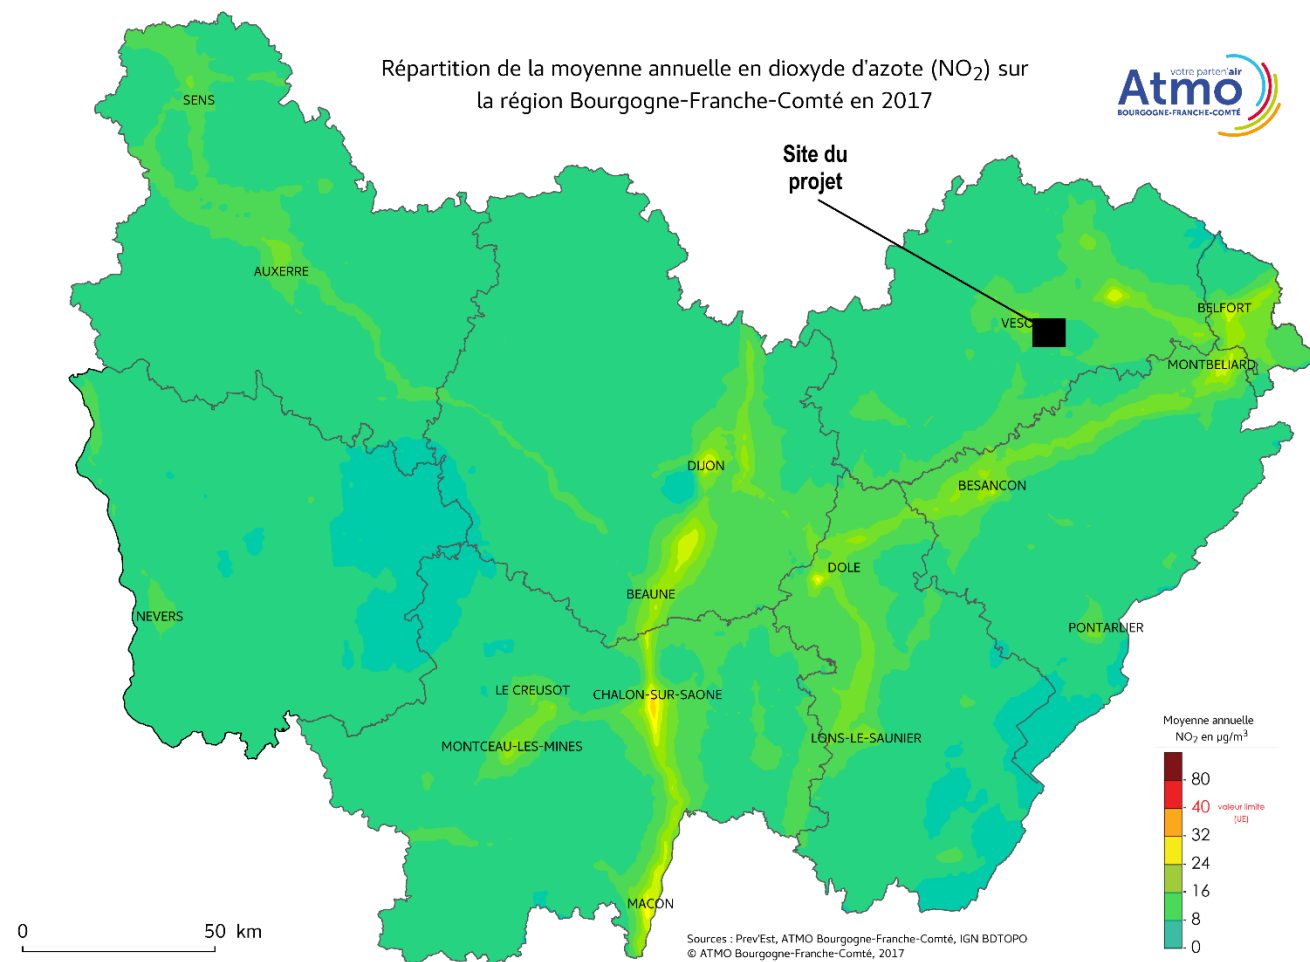 Répartition de la moyenne annuelle en dioxyde d'azote (NO₂) sur
la région Bourgogne-Franche-Comté en 2017
votre parten'air
Atmo
BOURGOGNE-FRANCHE-COMTÉ
Site du
projet
SENS
AUXERRE
VESO
BELFORT
MONTBELIARD
DIJON
BESANCON
DOLE
BEAUNE
NEVERS
PONTARLIER
LE CREUSOT
CHALON-SUR-SAONE
MONTCEAU-LES-MINES
LONS-LE-SAUNIER
MACON
Moyenne annuelle
NO₂ en µg/m³
80
40 valeur limite
(UE)
32
24
16
8
0
0 50 km
Sources : Prev'Est, ATMO Bourgogne-Franche-Comté, IGN BDTOPO
© ATMO Bourgogne-Franche-Comté, 2017